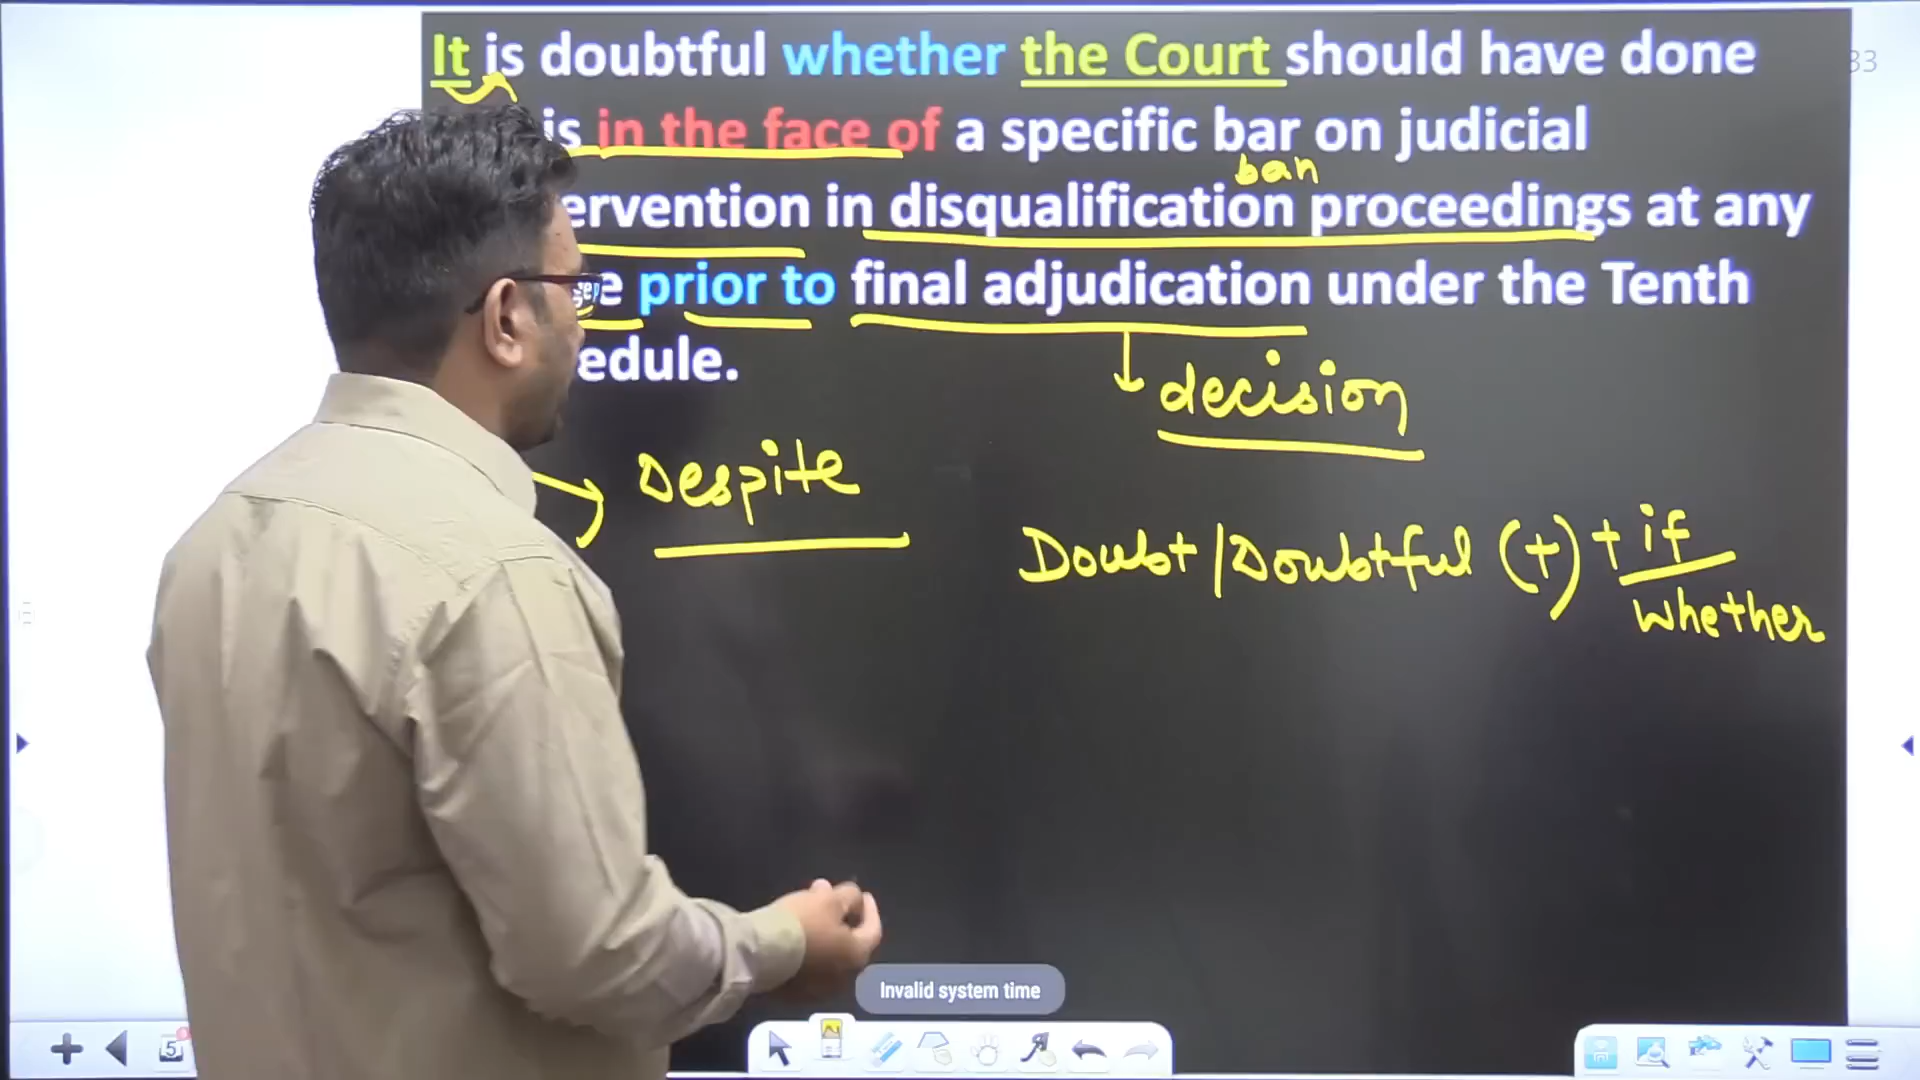 It is doubtful whether the Court should have done
is in the face of a specific bar on judicial
ban
ervention in disqualification proceedings at any
e prior to final adjudication under the Tenth
edule.
decision
Despite
Doubt/Doubtful (+) + if
whether
Invalid system time
5